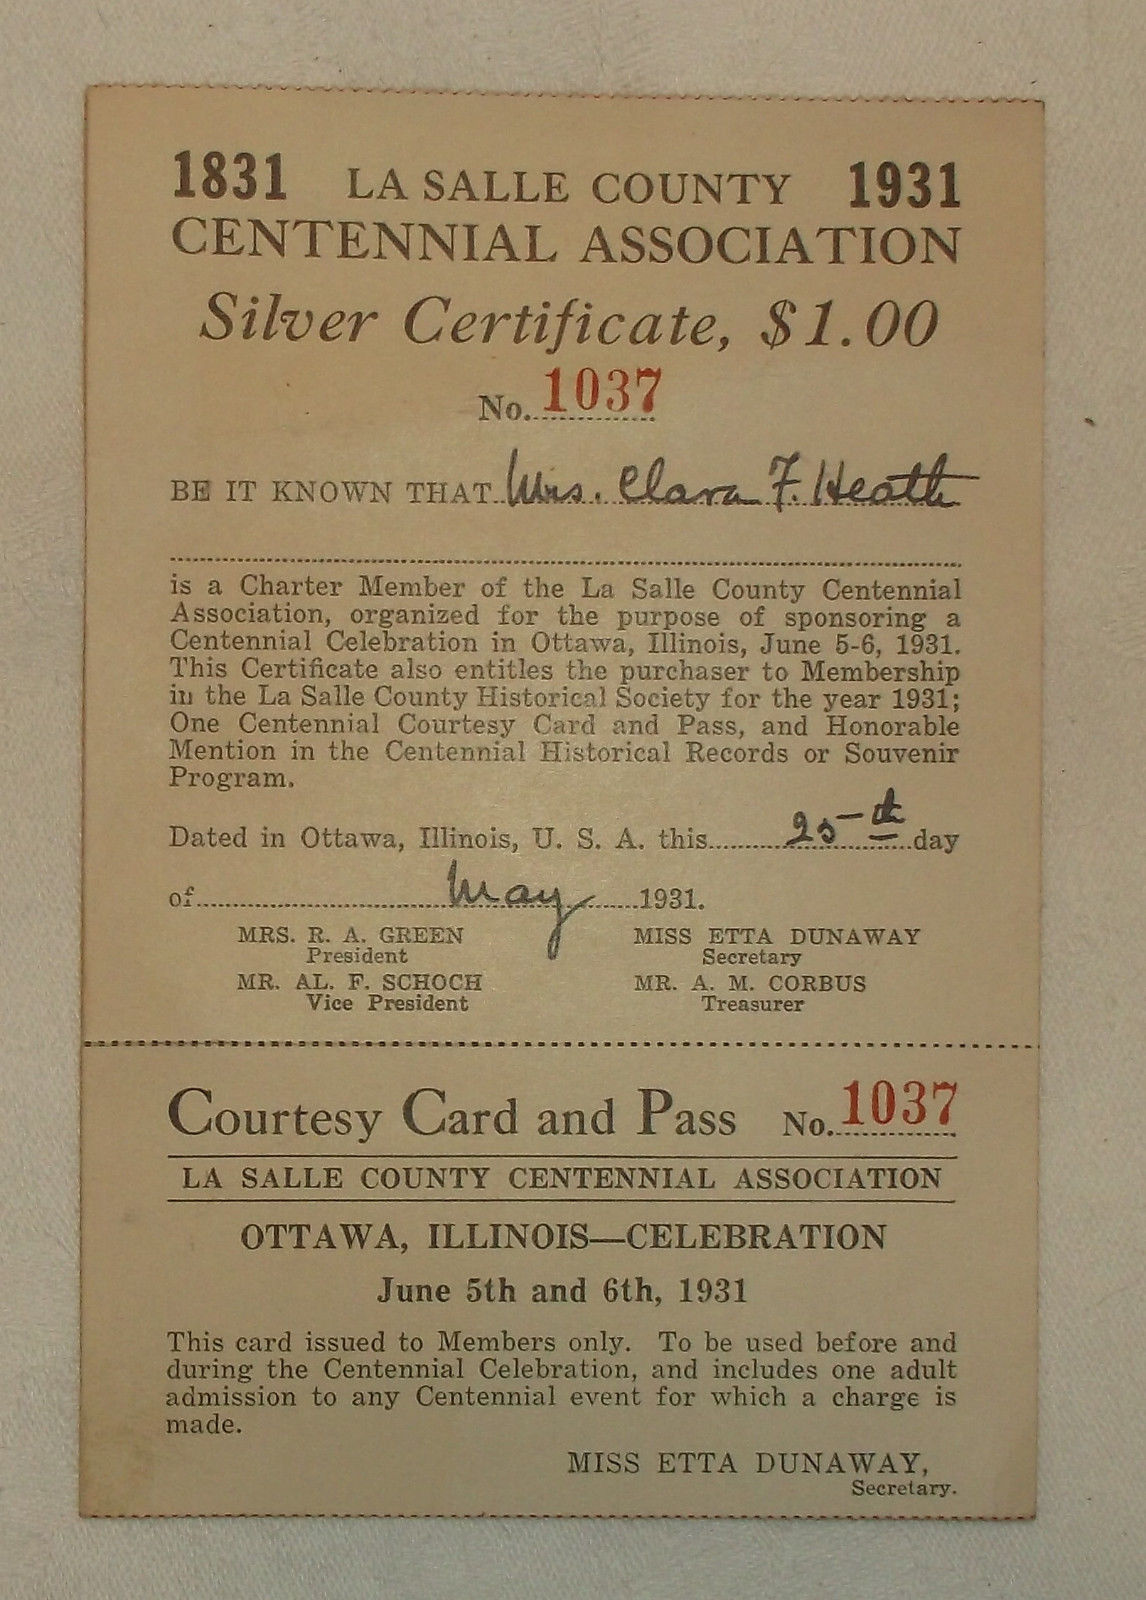 1831 LA SALLE COUNTY 1931
CENTENNIAL ASSOCIATION
Silver Certificate, $1.00
No. 1037
BE IT KNOWN THAT Mrs. Clara F. Heath
is a Charter Member of the La Salle County Centennial
Association, organized for the purpose of sponsoring a
Centennial Celebration in Ottawa, Illinois, June 5-6, 1931.
This Certificate also entitles the purchaser to Membership
in the La Salle County Historical Society for the year 1931;
One Centennial Courtesy Card and Pass, and Honorable
Mention in the Centennial Historical Records or Souvenir
Program.
Dated in Ottawa, Illinois, U. S. A. this 25-th day
of May 1931.
MRS. R. A. GREEN MISS ETTA DUNAWAY
President Secretary
MR. AL. F. SCHOCH MR. A. M. CORBUS
Vice President Treasurer
Courtesy Card and Pass No. 1037
LA SALLE COUNTY CENTENNIAL ASSOCIATION
OTTAWA, ILLINOIS—CELEBRATION
June 5th and 6th, 1931
This card issued to Members only. To be used before and
during the Centennial Celebration, and includes one adult
admission to any Centennial event for which a charge is
made.
MISS ETTA DUNAWAY,
Secretary.